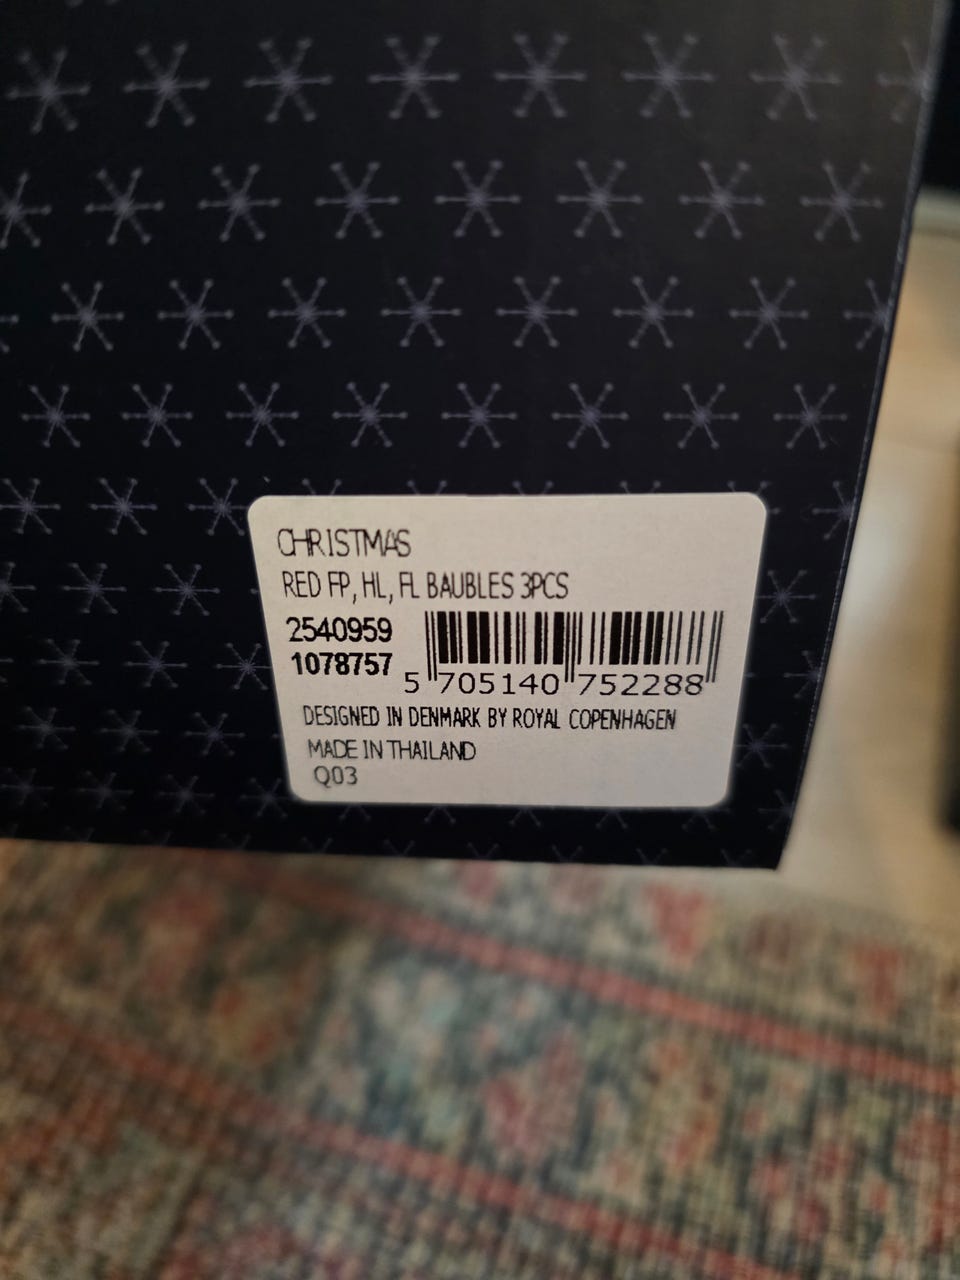 CHRISTMAS
RED FP, HL, FL BAUBLES 3PCS
2540959
1078757
5 705140 752288
DESIGNED IN DENMARK BY ROYAL COPENHAGEN
MADE IN THAILAND
Q03